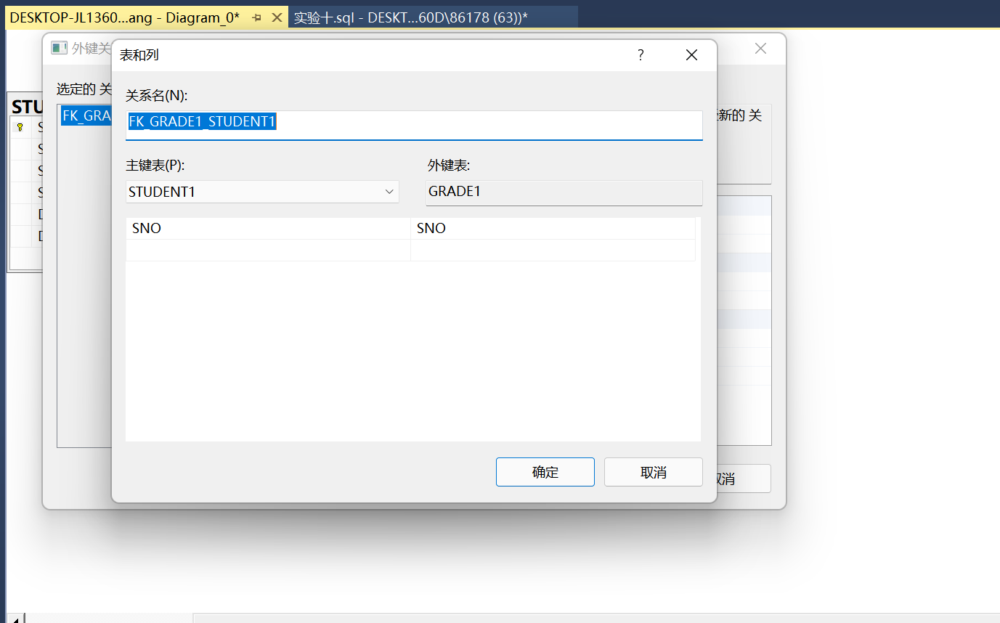 DESKTOP-JL1360...ang - Diagram_0*
实验十.sql - DESKT...60D\86178 (63))*
外键关
表和列
?
选定的 关
关系名(N):
STU
FK_GRA
FK_GRADE1_STUDENT1
新的 关
主键表(P):
外键表:
STUDENT1
GRADE1
SNO
SNO
确定
取消
消